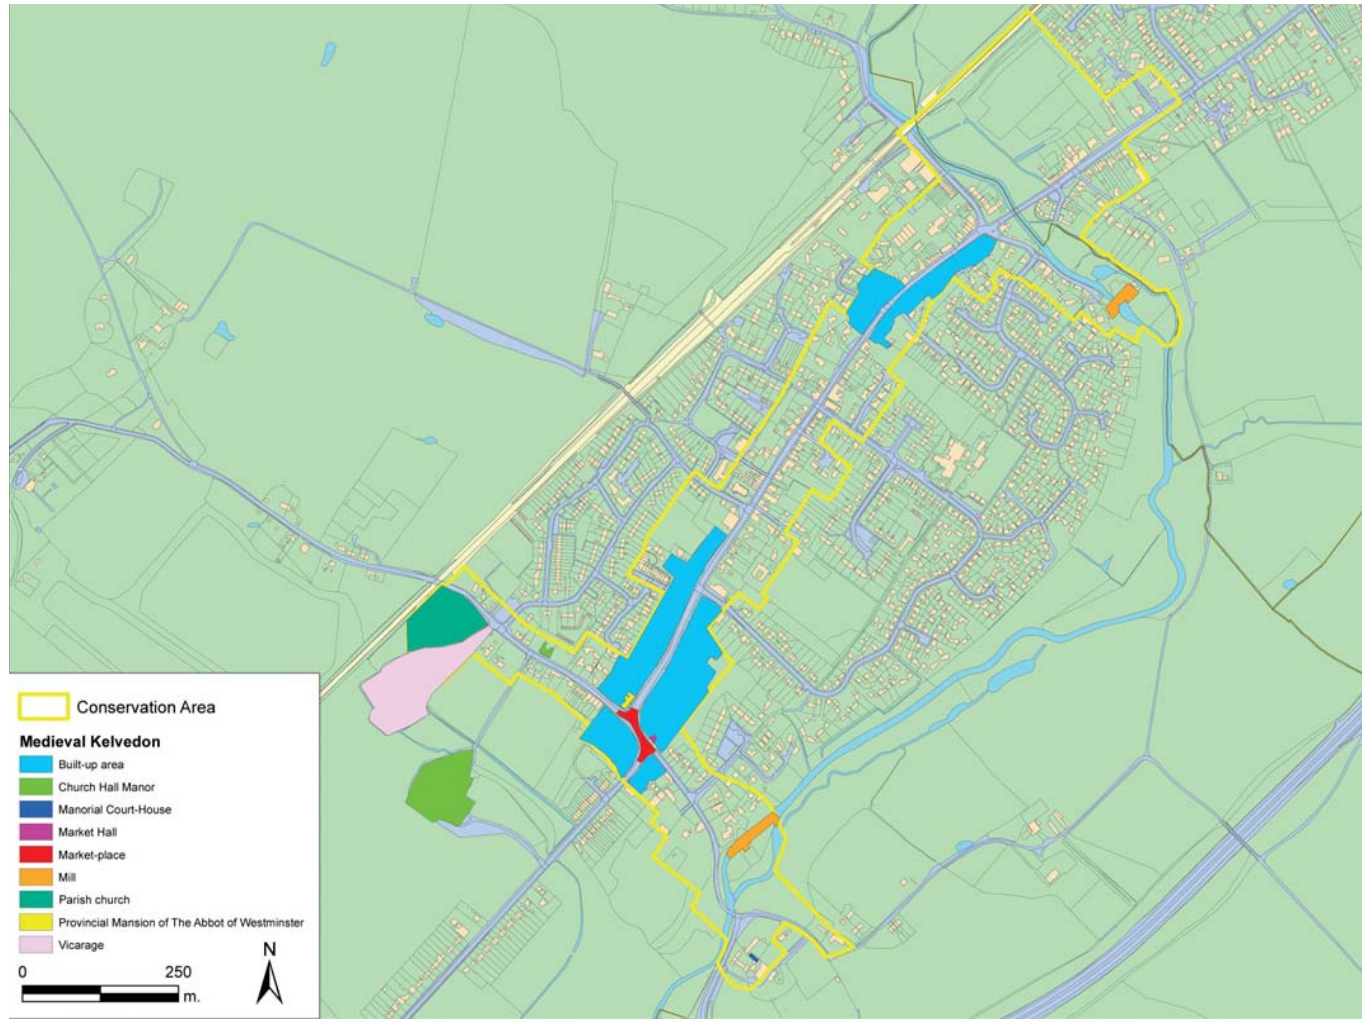 Conservation Area
Medieval Kelvedon
Built-up area
Church Hall Manor
Manorial Court-House
Market Hall
Market-place
Mill
Parish church
Provincial Mansion of The Abbot of Westminster
Vicarage
N
0 250
m.